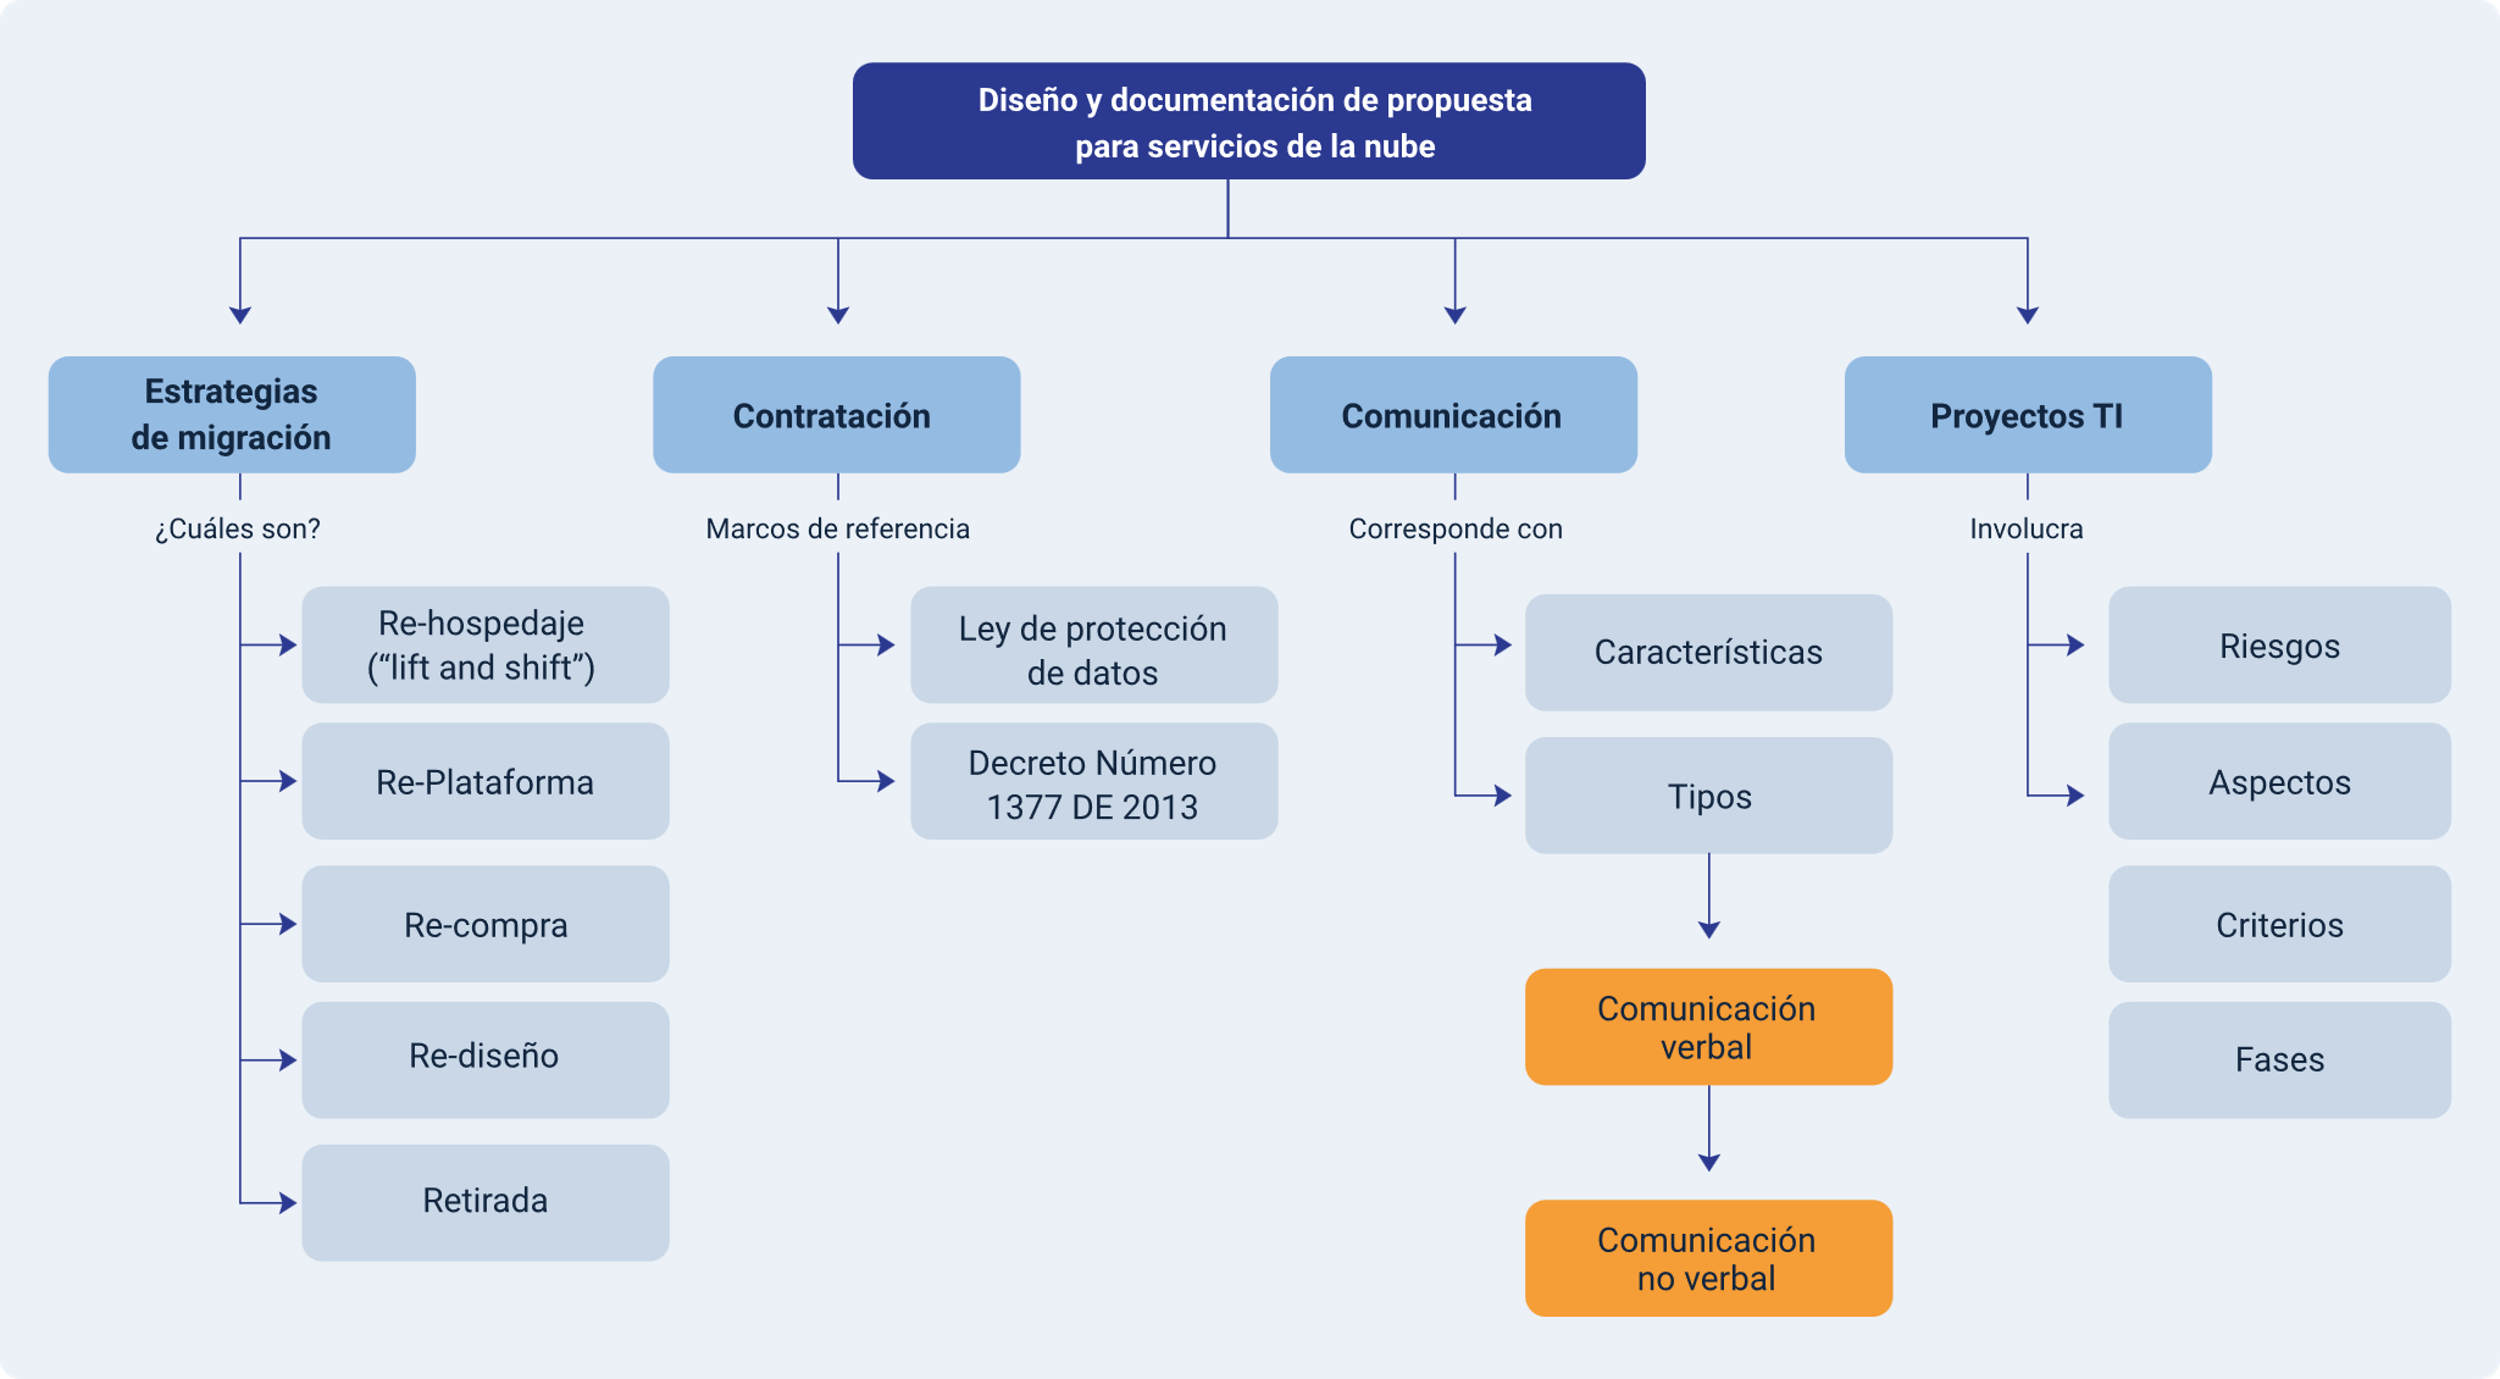 Diseño y documentación de propuesta
para servicios de la nube
Estrategias
de migración
¿Cuáles son?
Re-hospedaje
(“lift and shift”)
Re-Plataforma
Re-compra
Re-diseño
Retirada
Contratación
Marcos de referencia
Ley de protección
de datos
Decreto Número
1377 DE 2013
Comunicación
Corresponde con
Características
Tipos
Comunicación
verbal
Comunicación
no verbal
Proyectos TI
Involucra
Riesgos
Aspectos
Criterios
Fases